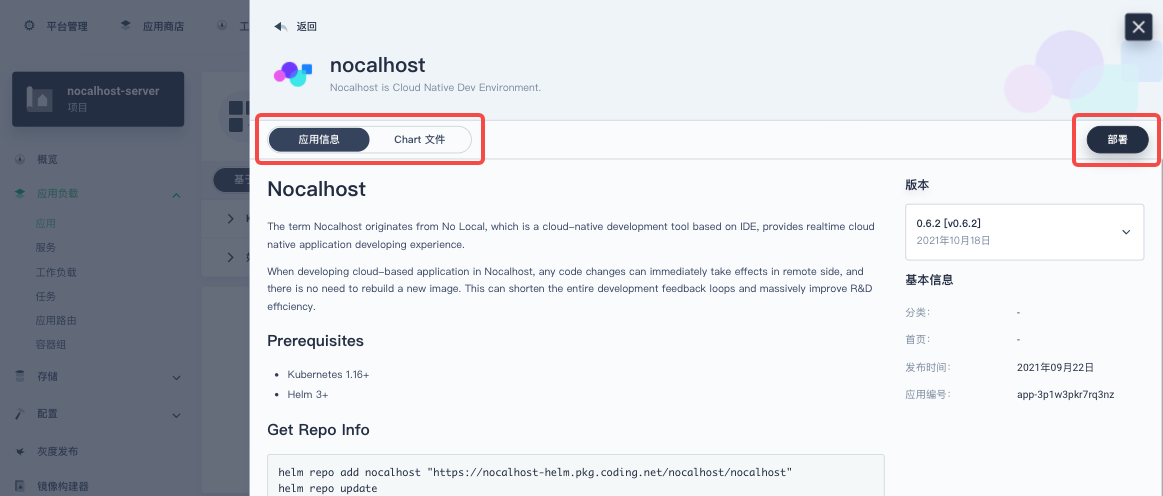 平台管理
应用商店
工
返回
nocalhost
Nocalhost is Cloud Native Dev Environment.
nocalhost-server
项目
应用信息
Chart 文件
部署
概览
应用负载
应用
服务
工作负载
任务
应用路由
容器组
存储
配置
灰度发布
镜像构建器
基于
Nocalhost
The term Nocalhost originates from No Local, which is a cloud-native development tool based on IDE, provides realtime cloud
native application developing experience.
When developing cloud-based application in Nocalhost, any code changes can immediately take effects in remote side, and
there is no need to rebuild a new image. This can shorten the entire development feedback loops and massively improve R&D
efficiency.
Prerequisites
Kubernetes 1.16+
Helm 3+
Get Repo Info
helm repo add nocalhost "https://nocalhost-helm.pkg.coding.net/nocalhost/nocalhost"
helm repo update
版本
0.6.2 [v0.6.2]
2021年10月18日
基本信息
分类: -
首页: -
发布时间: 2021年09月22日
应用编号: app-3p1w3pkr7rq3nz